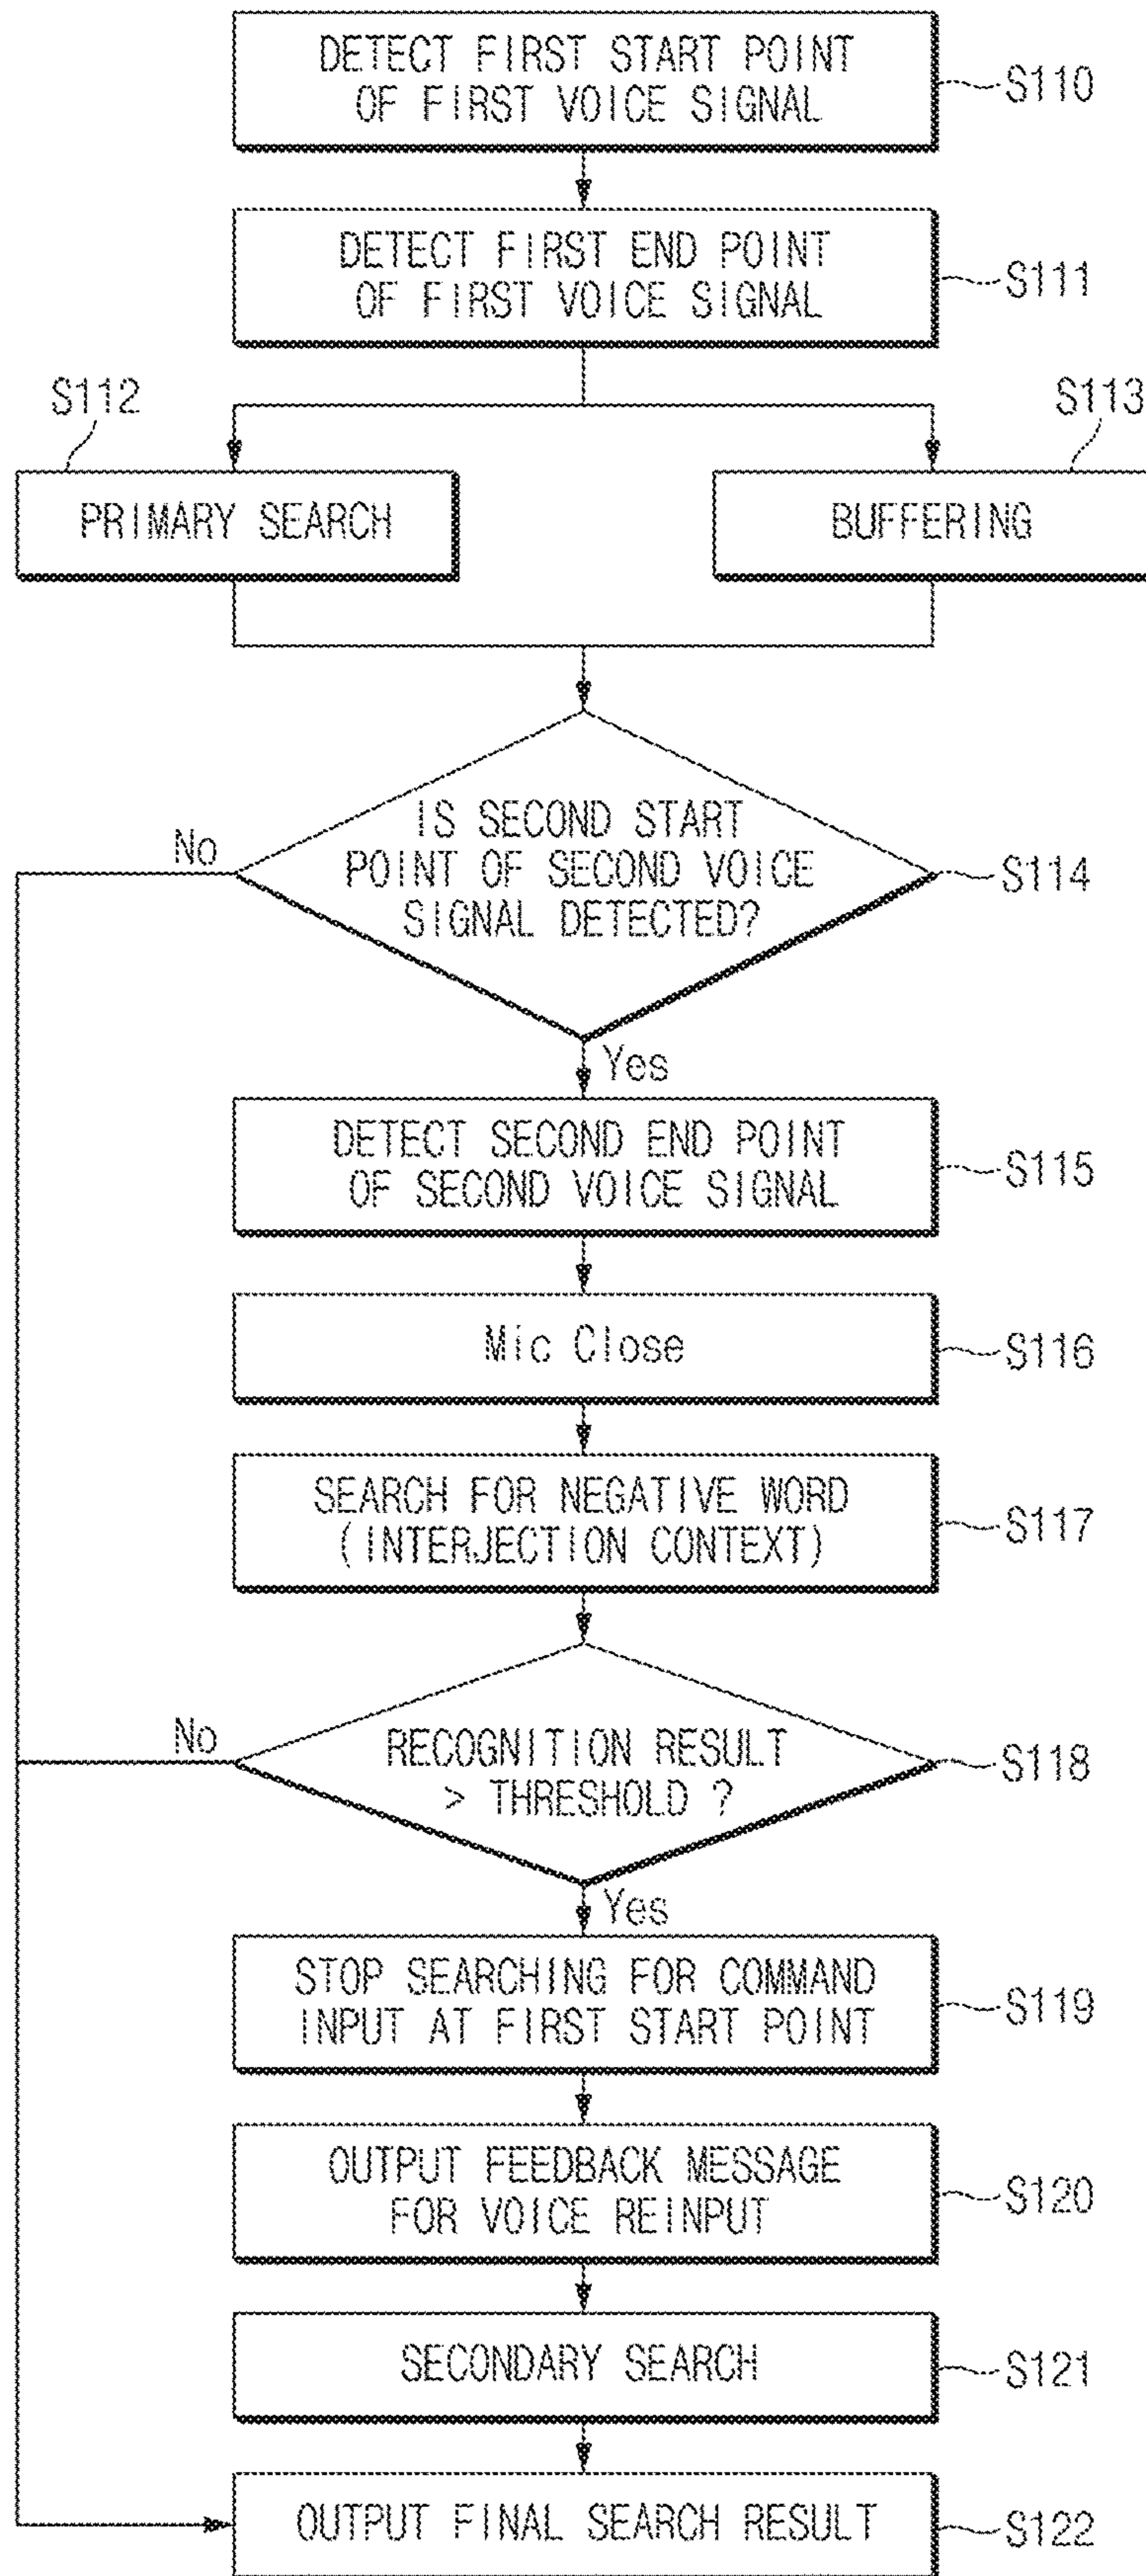 DETECT FIRST START POINT
OF FIRST VOICE SIGNAL
S110
DETECT FIRST END POINT
OF FIRST VOICE SIGNAL
S111
S112
S113
PRIMARY SEARCH
BUFFERING
IS SECOND START
POINT OF SECOND VOICE
SIGNAL DETECTED?
No
S114
Yes
DETECT SECOND END POINT
OF SECOND VOICE SIGNAL
S115
Mic Close
S116
SEARCH FOR NEGATIVE WORD
(INTERJECTION CONTEXT)
S117
No
RECOGNITION RESULT
> THRESHOLD ?
S118
Yes
STOP SEARCHING FOR COMMAND
INPUT AT FIRST START POINT
S119
OUTPUT FEEDBACK MESSAGE
FOR VOICE REINPUT
S120
SECONDARY SEARCH
S121
OUTPUT FINAL SEARCH RESULT
S122